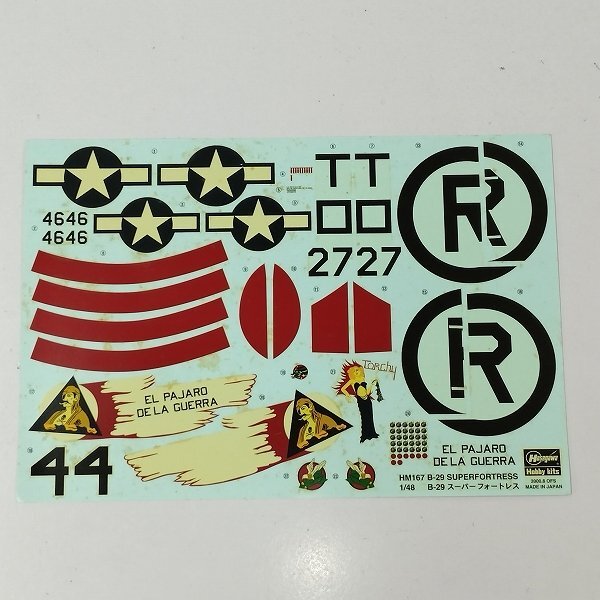 TT
4646
4646
2727
R
R
Torchy
EL PAJARO
DE LA GUERRA
44
EL PAJARO
DE LA GUERRA
HM167 B-29 SUPERFORTRESS
1/48 B-29 スーパーフォートレス
Hasegawa
Hobby kits
MADE IN JAPAN